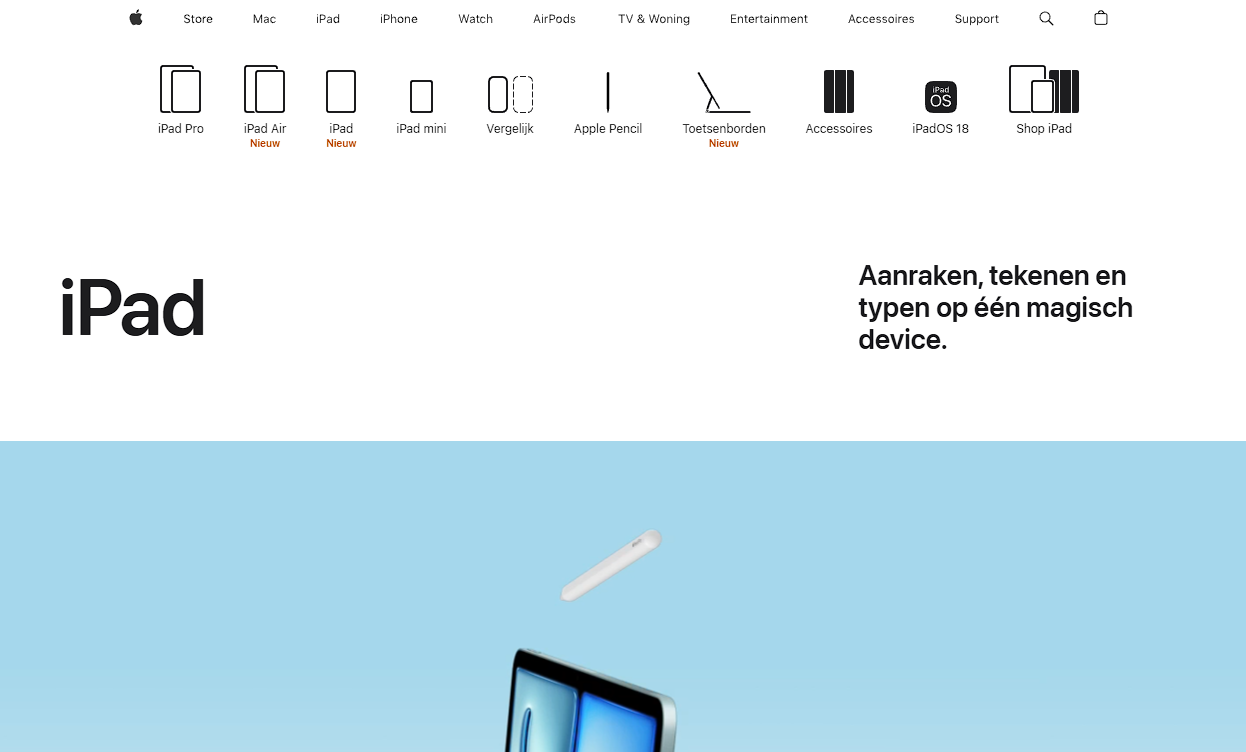 Store Mac iPad iPhone Watch AirPods TV & Woning Entertainment Accessoires Support
iPad Pro
iPad Air
Nieuw
iPad
Nieuw
iPad mini
Vergelijk
Apple Pencil
Toetsenborden
Nieuw
Accessoires
iPad
OS
iPadOS 18
Shop iPad
iPad
Aanraken, tekenen en
typen op één magisch
device.